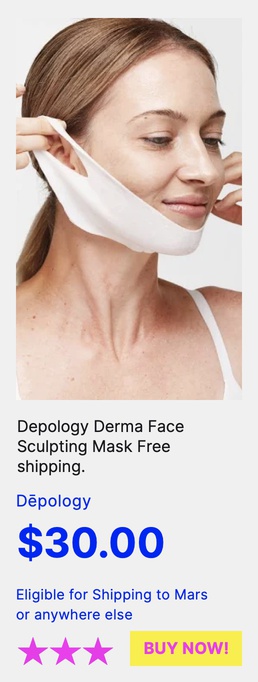 Depology Derma Face
Sculpting Mask Free
shipping.
Dēpology
$30.00
Eligible for Shipping to Mars
or anywhere else
BUY NOW!